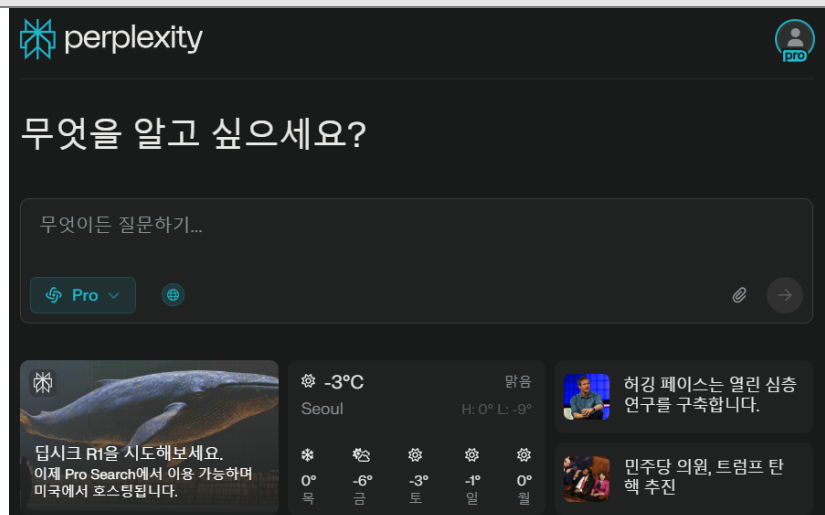 perplexity
pro
무엇을 알고 싶으세요?
무엇이든 질문하기...
Pro
딥시크 R1을 시도해보세요.
이제 Pro Search에서 이용 가능하며
미국에서 호스팅됩니다.
-3°C 맑음
Seoul H: 0° L: -9°
0° -6° -3° -1° 0°
목 금 토 일 월
허깅 페이스는 열린 심층
연구를 구축합니다.
민주당 의원, 트럼프 탄
핵 추진